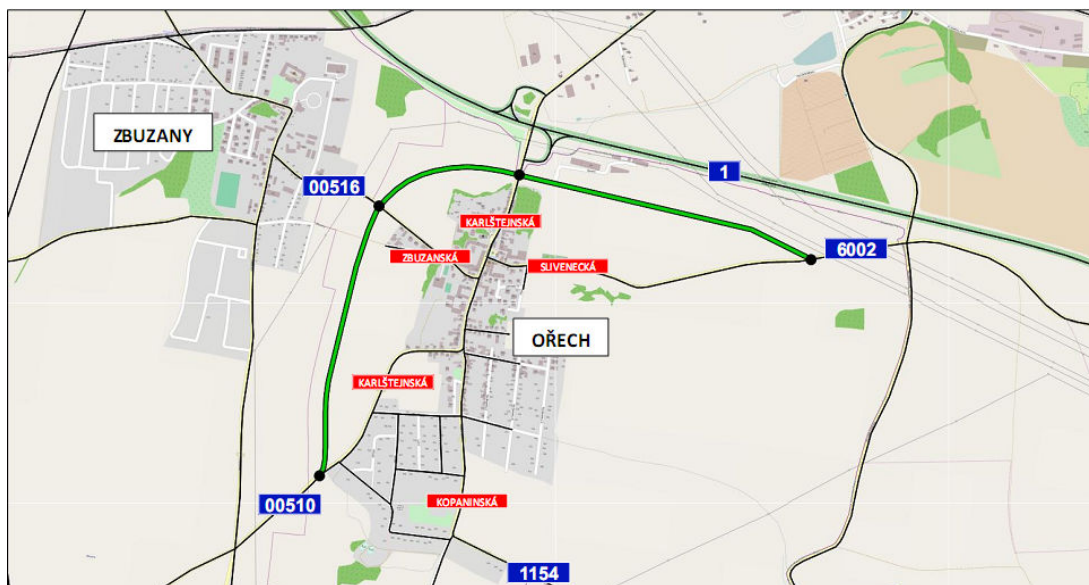 ZBUZANY
1
00516
KARLŠTEJNSKÁ
ZBUZANSKÁ
SLIVENECKÁ
6002
OŘECH
KARLŠTEJNSKÁ
00510
KOPANINSKÁ
1154